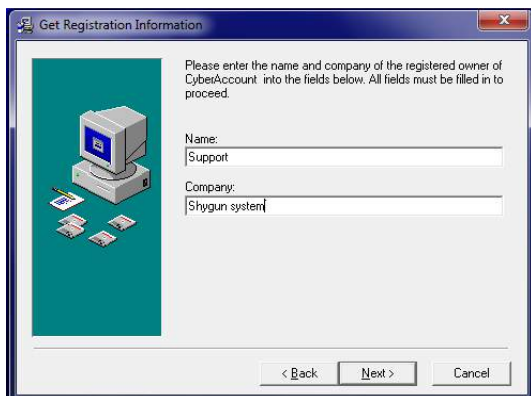 Get Registration Information
Please enter the name and company of the registered owner of
CyberAccount into the fields below. All fields must be filled in to
proceed.
Name:
Support
Company:
Shygun system
< Back
Next >
Cancel